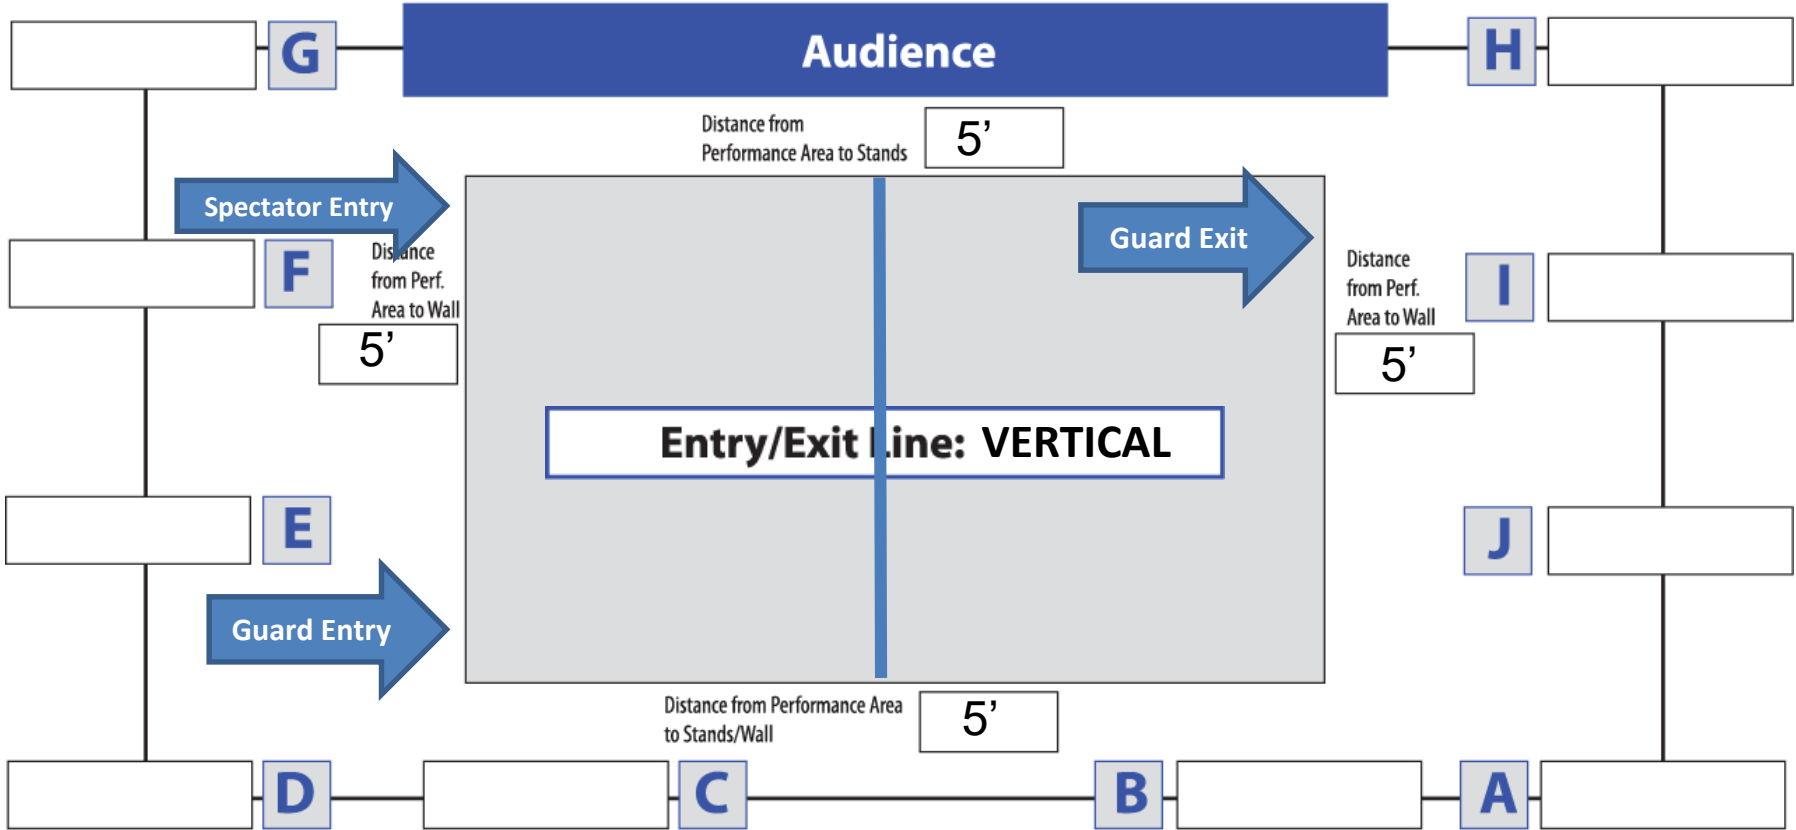 G
Audience
H
Distance from
Performance Area to Stands
5’
Spectator Entry
Guard Exit
F
Distance
from Perf.
Area to Wall
5’
Distance
from Perf.
Area to Wall
5’
I
Entry/Exit Line: VERTICAL
E
J
Guard Entry
Distance from Performance Area
to Stands/Wall
5’
D
C
B
A